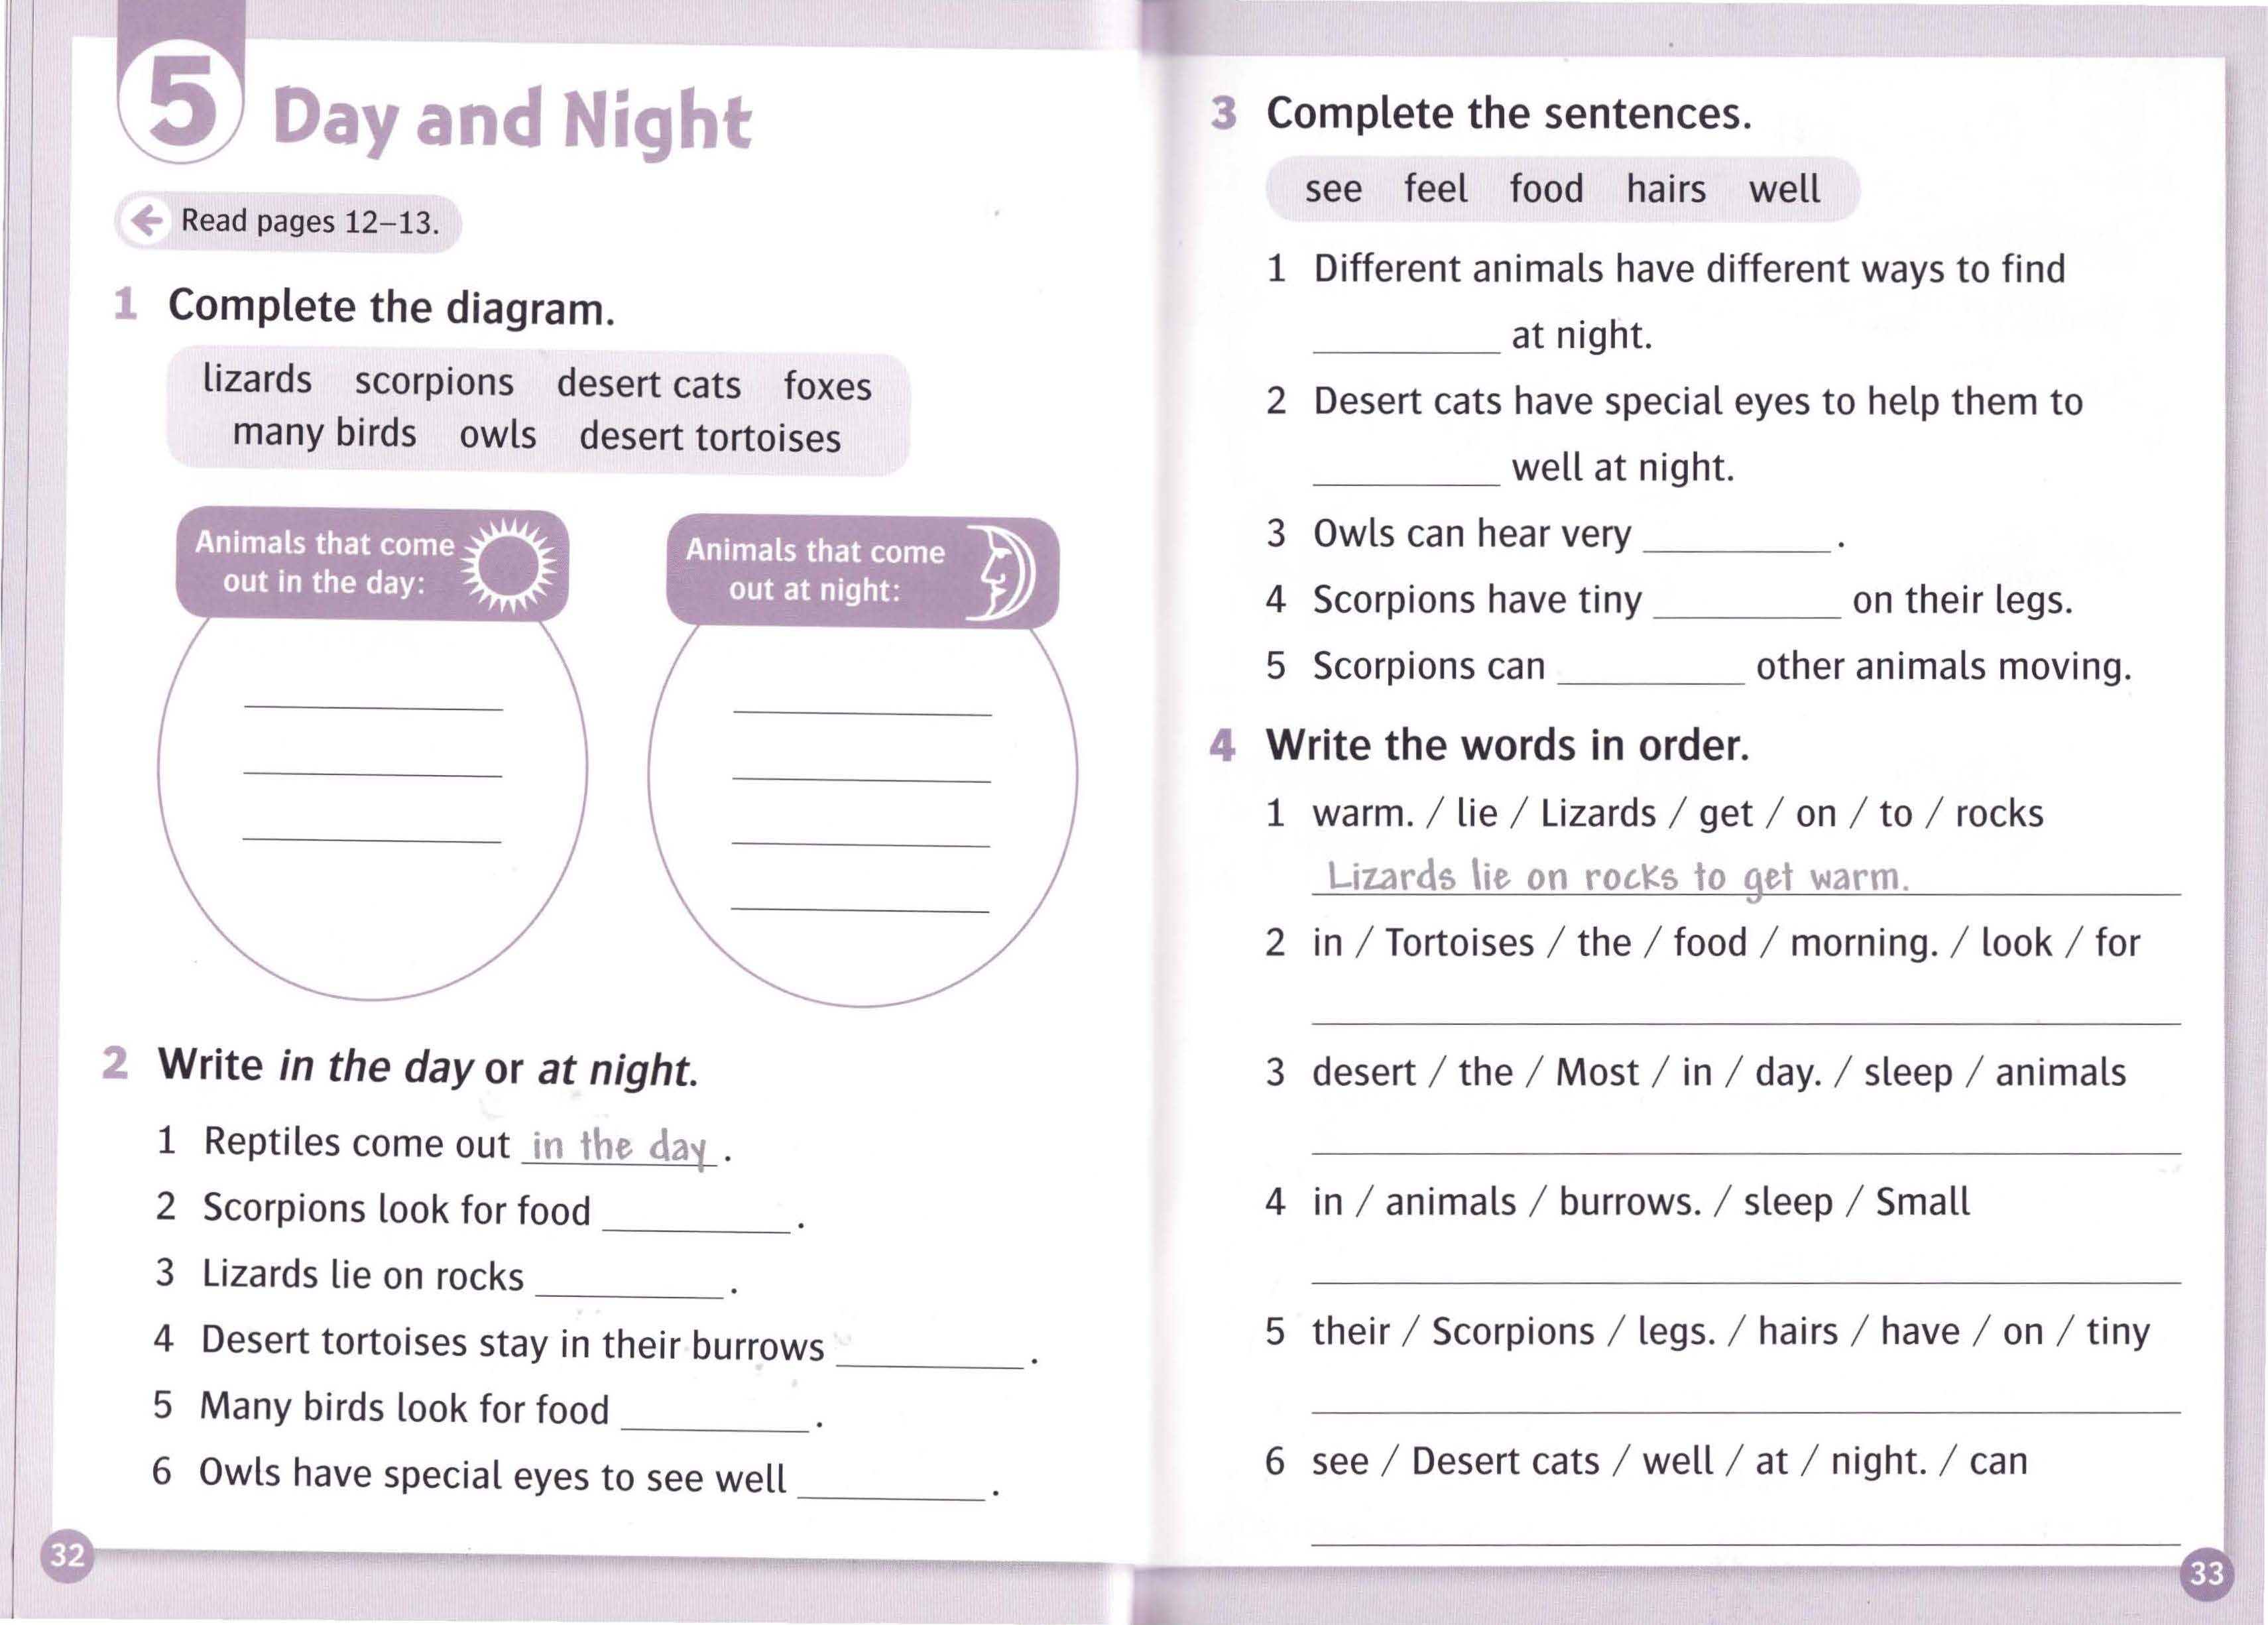 5 Day and Night
Read pages 12–13.
1 Complete the diagram.
lizards scorpions desert cats foxes
many birds owls desert tortoises
Animals that come
out in the day:
Animals that come
out at night:
2 Write in the day or at night.
1 Reptiles come out in the day.
2 Scorpions look for food __________.
3 Lizards lie on rocks __________.
4 Desert tortoises stay in their burrows __________.
5 Many birds look for food __________.
6 Owls have special eyes to see well __________.
32
3 Complete the sentences.
see feel food hairs well
1 Different animals have different ways to find
__________ at night.
2 Desert cats have special eyes to help them to
__________ well at night.
3 Owls can hear very __________.
4 Scorpions have tiny __________ on their legs.
5 Scorpions can __________ other animals moving.
4 Write the words in order.
1 warm. / lie / Lizards / get / on / to / rocks
Lizards lie on rocks to get warm.
2 in / Tortoises / the / food / morning. / look / for
3 desert / the / Most / in / day. / sleep / animals
4 in / animals / burrows. / sleep / Small
5 their / Scorpions / legs. / hairs / have / on / tiny
6 see / Desert cats / well / at / night. / can
33